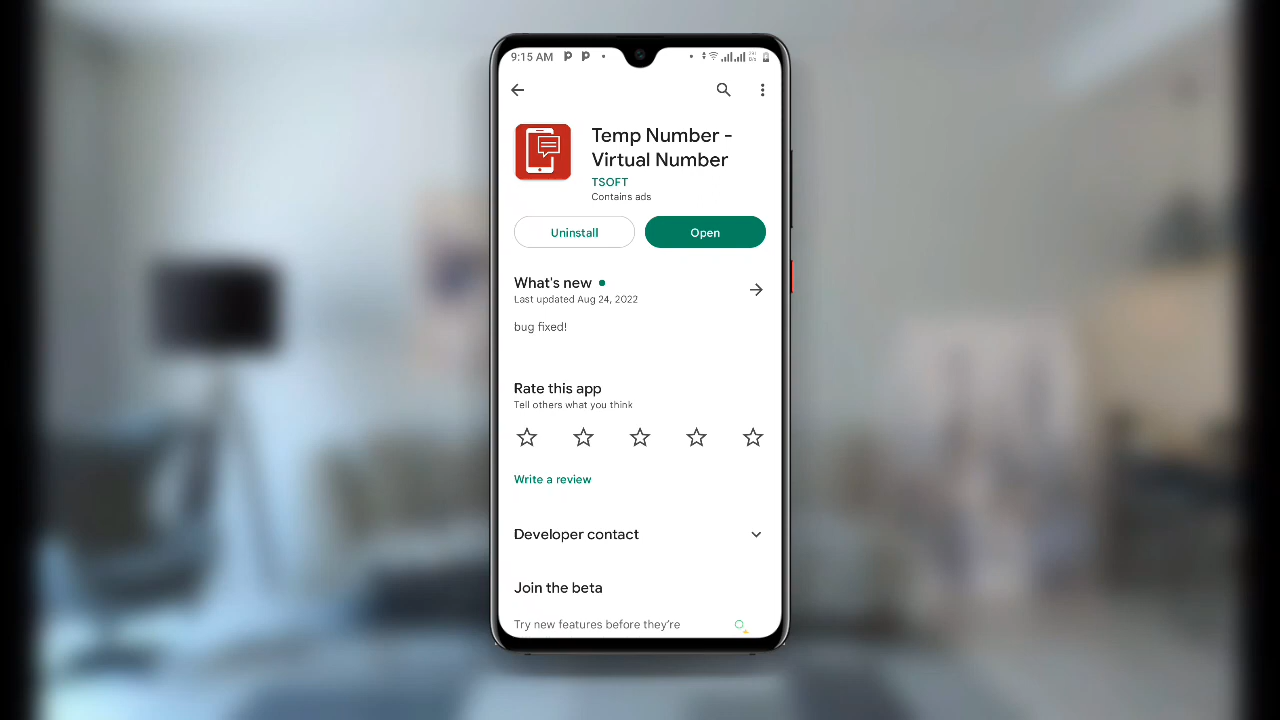 9:15 AM
Temp Number -
Virtual Number
TSOFT
Contains ads
Uninstall
Open
What's new
Last updated Aug 24, 2022
bug fixed!
Rate this app
Tell others what you think
Write a review
Developer contact
Join the beta
Try new features before they're